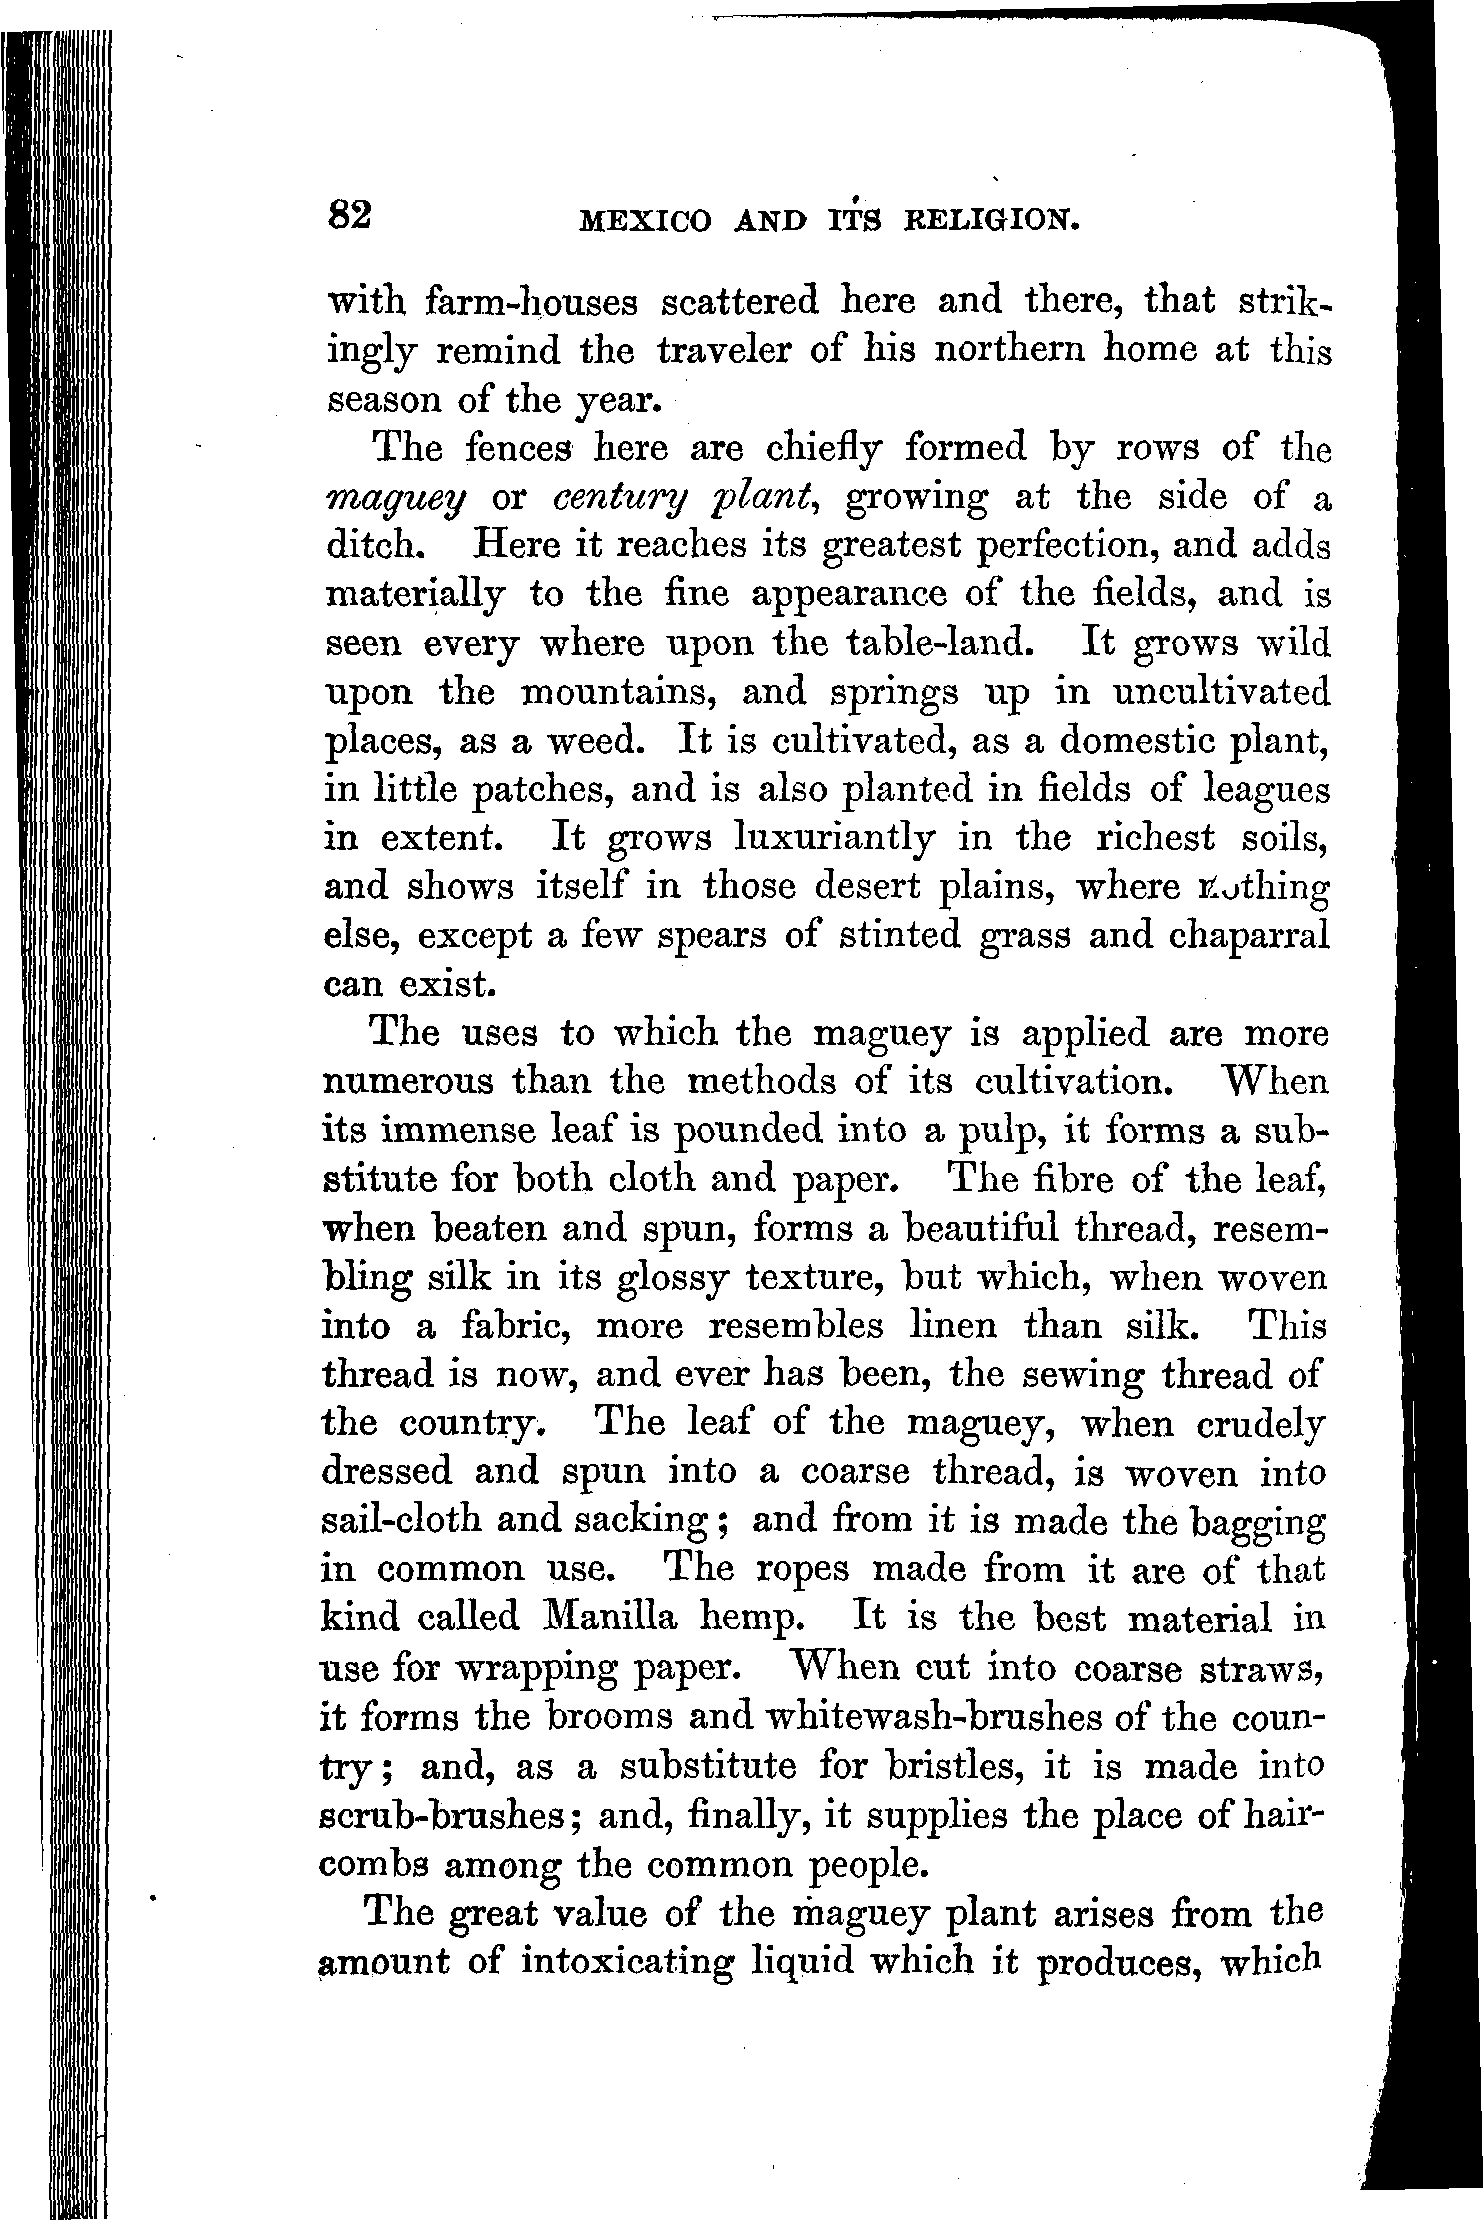 82 MEXICO AND ITS RELIGION.
with farm-houses scattered here and there, that strik-
ingly remind the traveler of his northern home at this
season of the year.
The fences here are chiefly formed by rows of the
maguey or century plant, growing at the side of a
ditch. Here it reaches its greatest perfection, and adds
materially to the fine appearance of the fields, and is
seen every where upon the table-land. It grows wild
upon the mountains, and springs up in uncultivated
places, as a weed. It is cultivated, as a domestic plant,
in little patches, and is also planted in fields of leagues
in extent. It grows luxuriantly in the richest soils,
and shows itself in those desert plains, where nothing
else, except a few spears of stinted grass and chaparral
can exist.
The uses to which the maguey is applied are more
numerous than the methods of its cultivation. When
its immense leaf is pounded into a pulp, it forms a sub-
stitute for both cloth and paper. The fibre of the leaf,
when beaten and spun, forms a beautiful thread, resem-
bling silk in its glossy texture, but which, when woven
into a fabric, more resembles linen than silk. This
thread is now, and ever has been, the sewing thread of
the country. The leaf of the maguey, when crudely
dressed and spun into a coarse thread, is woven into
sail-cloth and sacking; and from it is made the bagging
in common use. The ropes made from it are of that
kind called Manilla hemp. It is the best material in
use for wrapping paper. When cut into coarse straws,
it forms the brooms and whitewash-brushes of the coun-
try; and, as a substitute for bristles, it is made into
scrub-brushes; and, finally, it supplies the place of hair-
combs among the common people.
The great value of the maguey plant arises from the
amount of intoxicating liquid which it produces, which